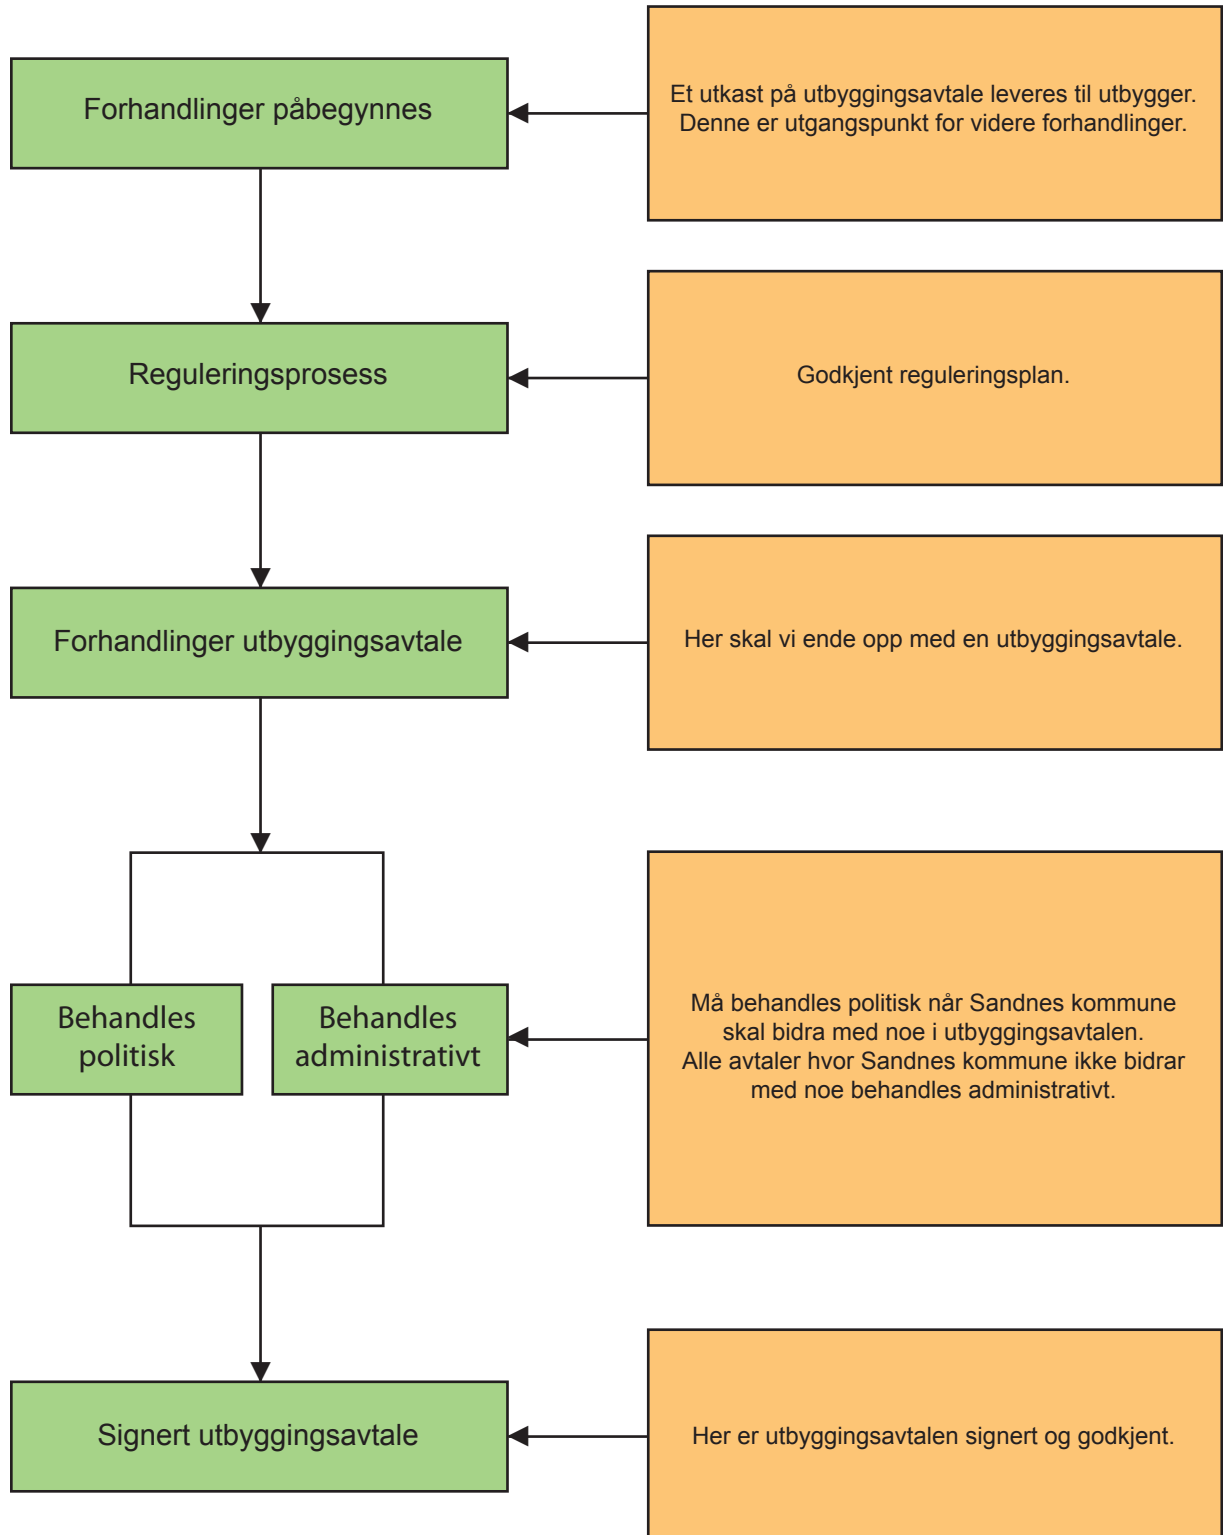 Forhandlinger påbegynnes
Et utkast på utbyggingsavtale leveres til utbygger.
Denne er utgangspunkt for videre forhandlinger.
Reguleringsprosess
Godkjent reguleringsplan.
Forhandlinger utbyggingsavtale
Her skal vi ende opp med en utbyggingsavtale.
Behandles
politisk
Behandles
administrativt
Må behandles politisk når Sandnes kommune
skal bidra med noe i utbyggingsavtalen.
Alle avtaler hvor Sandnes kommune ikke bidrar
med noe behandles administrativt.
Signert utbyggingsavtale
Her er utbyggingsavtalen signert og godkjent.